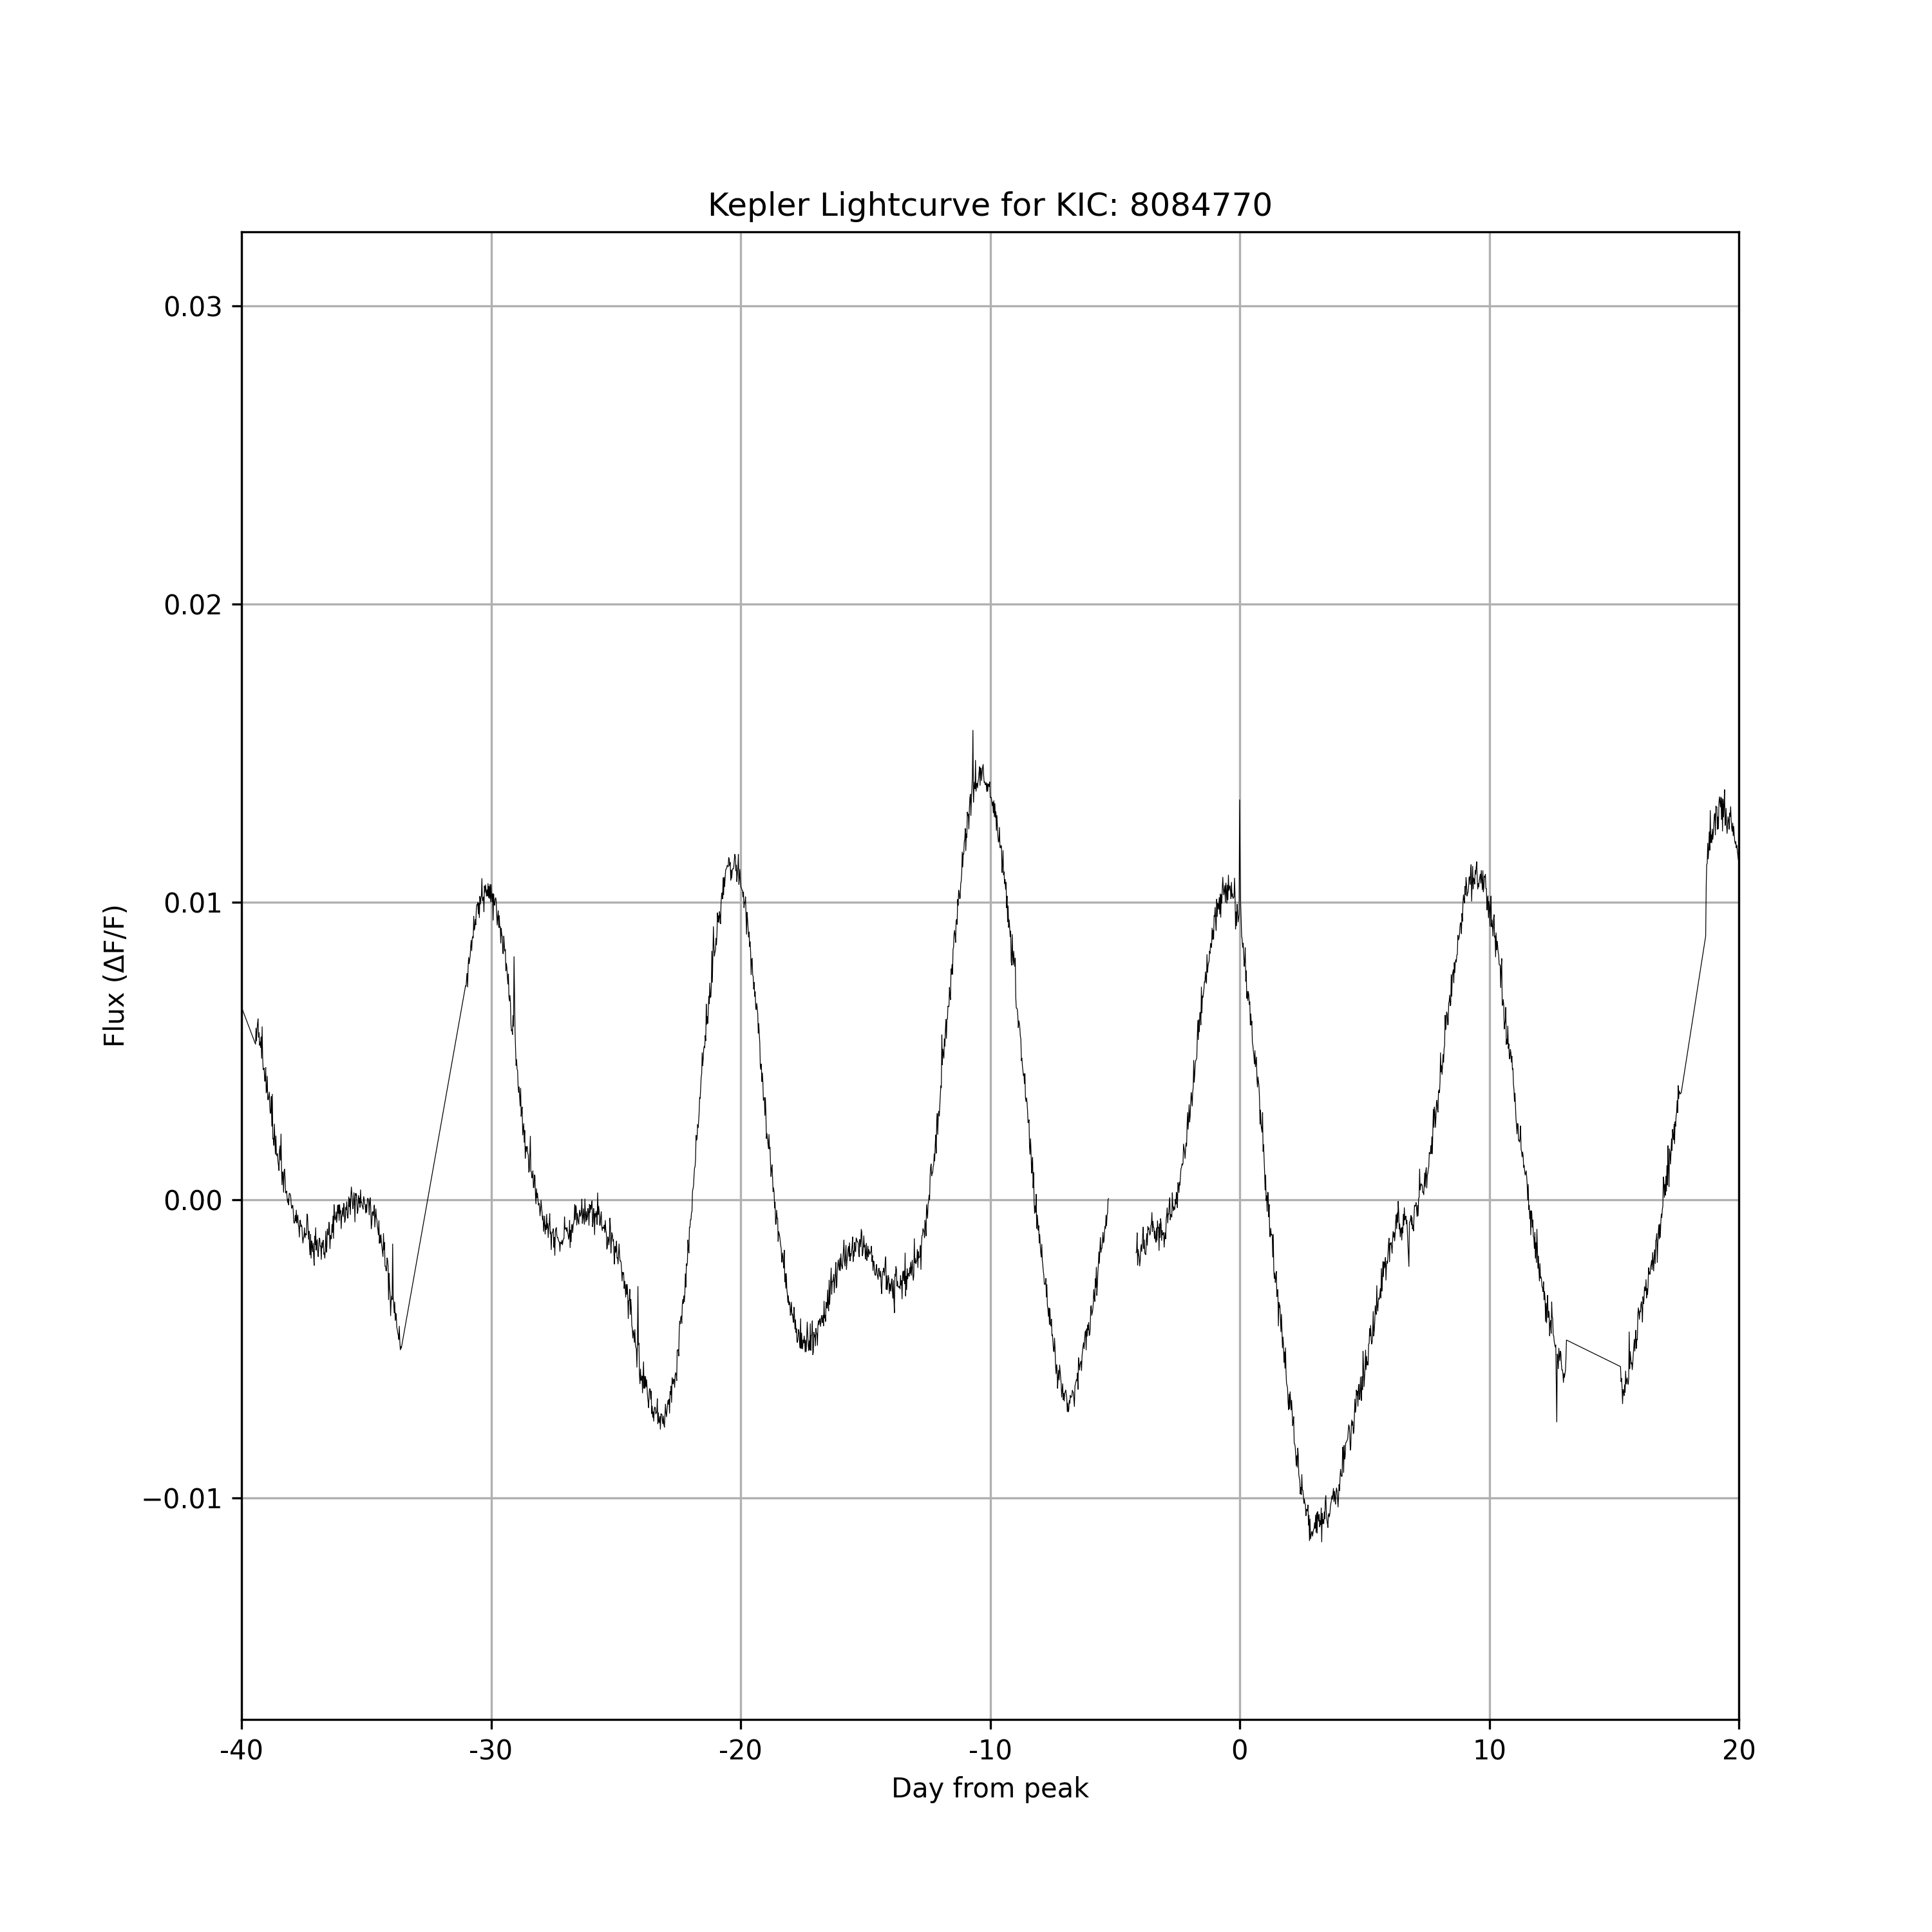 Kepler Lightcurve for KIC: 8084770
0.03
0.02
0.01
0.00
−0.01
Flux (ΔF/F)
-40 -30 -20 -10 0 10 20
Day from peak